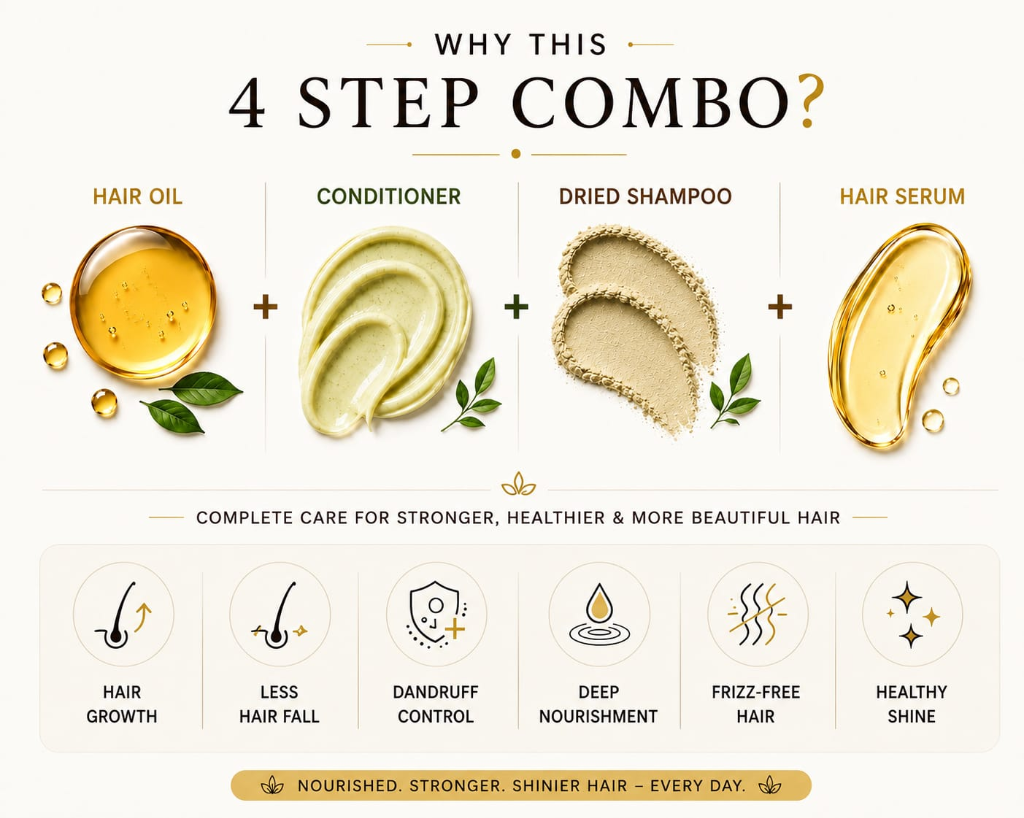 WHY THIS
4 STEP COMBO?
HAIR OIL
CONDITIONER
DRIED SHAMPOO
HAIR SERUM
+ + +
COMPLETE CARE FOR STRONGER, HEALTHIER & MORE BEAUTIFUL HAIR
HAIR
GROWTH
LESS
HAIR FALL
DANDRUFF
CONTROL
DEEP
NOURISHMENT
FRIZZ-FREE
HAIR
HEALTHY
SHINE
NOURISHED. STRONGER. SHINIER HAIR – EVERY DAY.